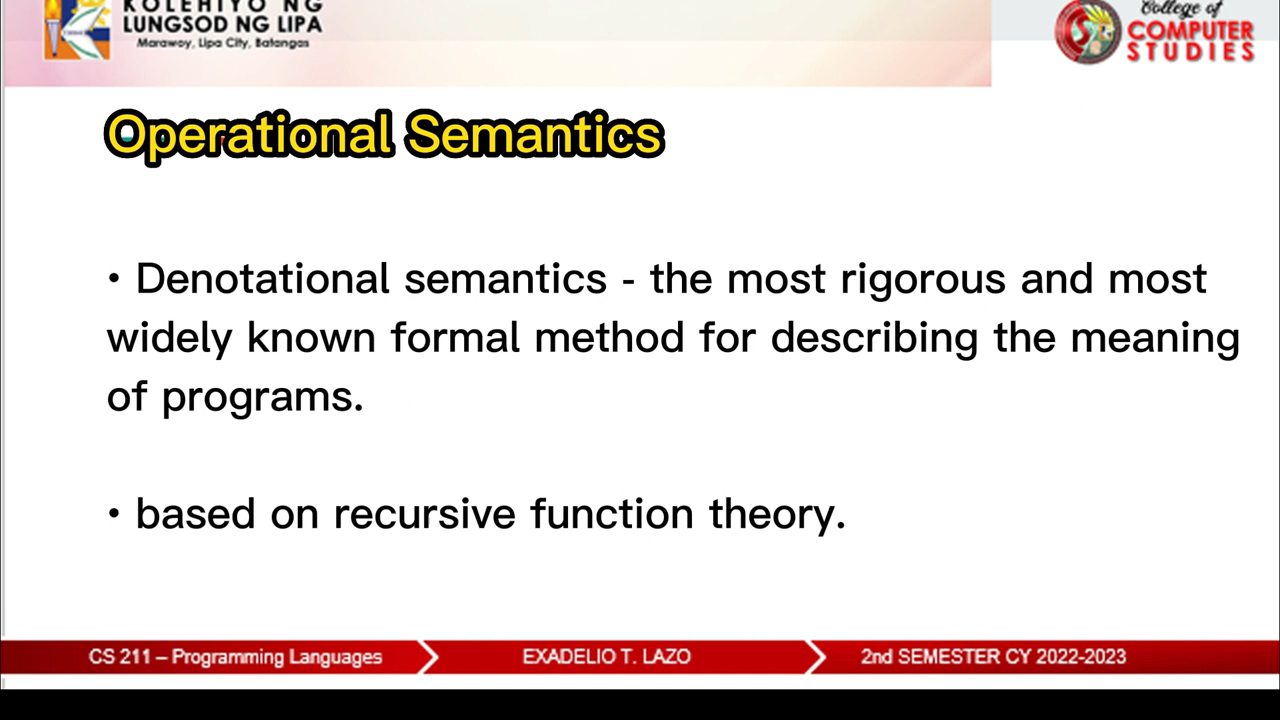 KOLEHIYO NG
LUNGSOD NG LIPA
Marawoy, Lipa City, Batangas
College of
COMPUTER
STUDIES
Operational Semantics
• Denotational semantics - the most rigorous and most
widely known formal method for describing the meaning
of programs.
• based on recursive function theory.
CS 211 – Programming Languages
EXADELIO T. LAZO
2nd SEMESTER CY 2022-2023